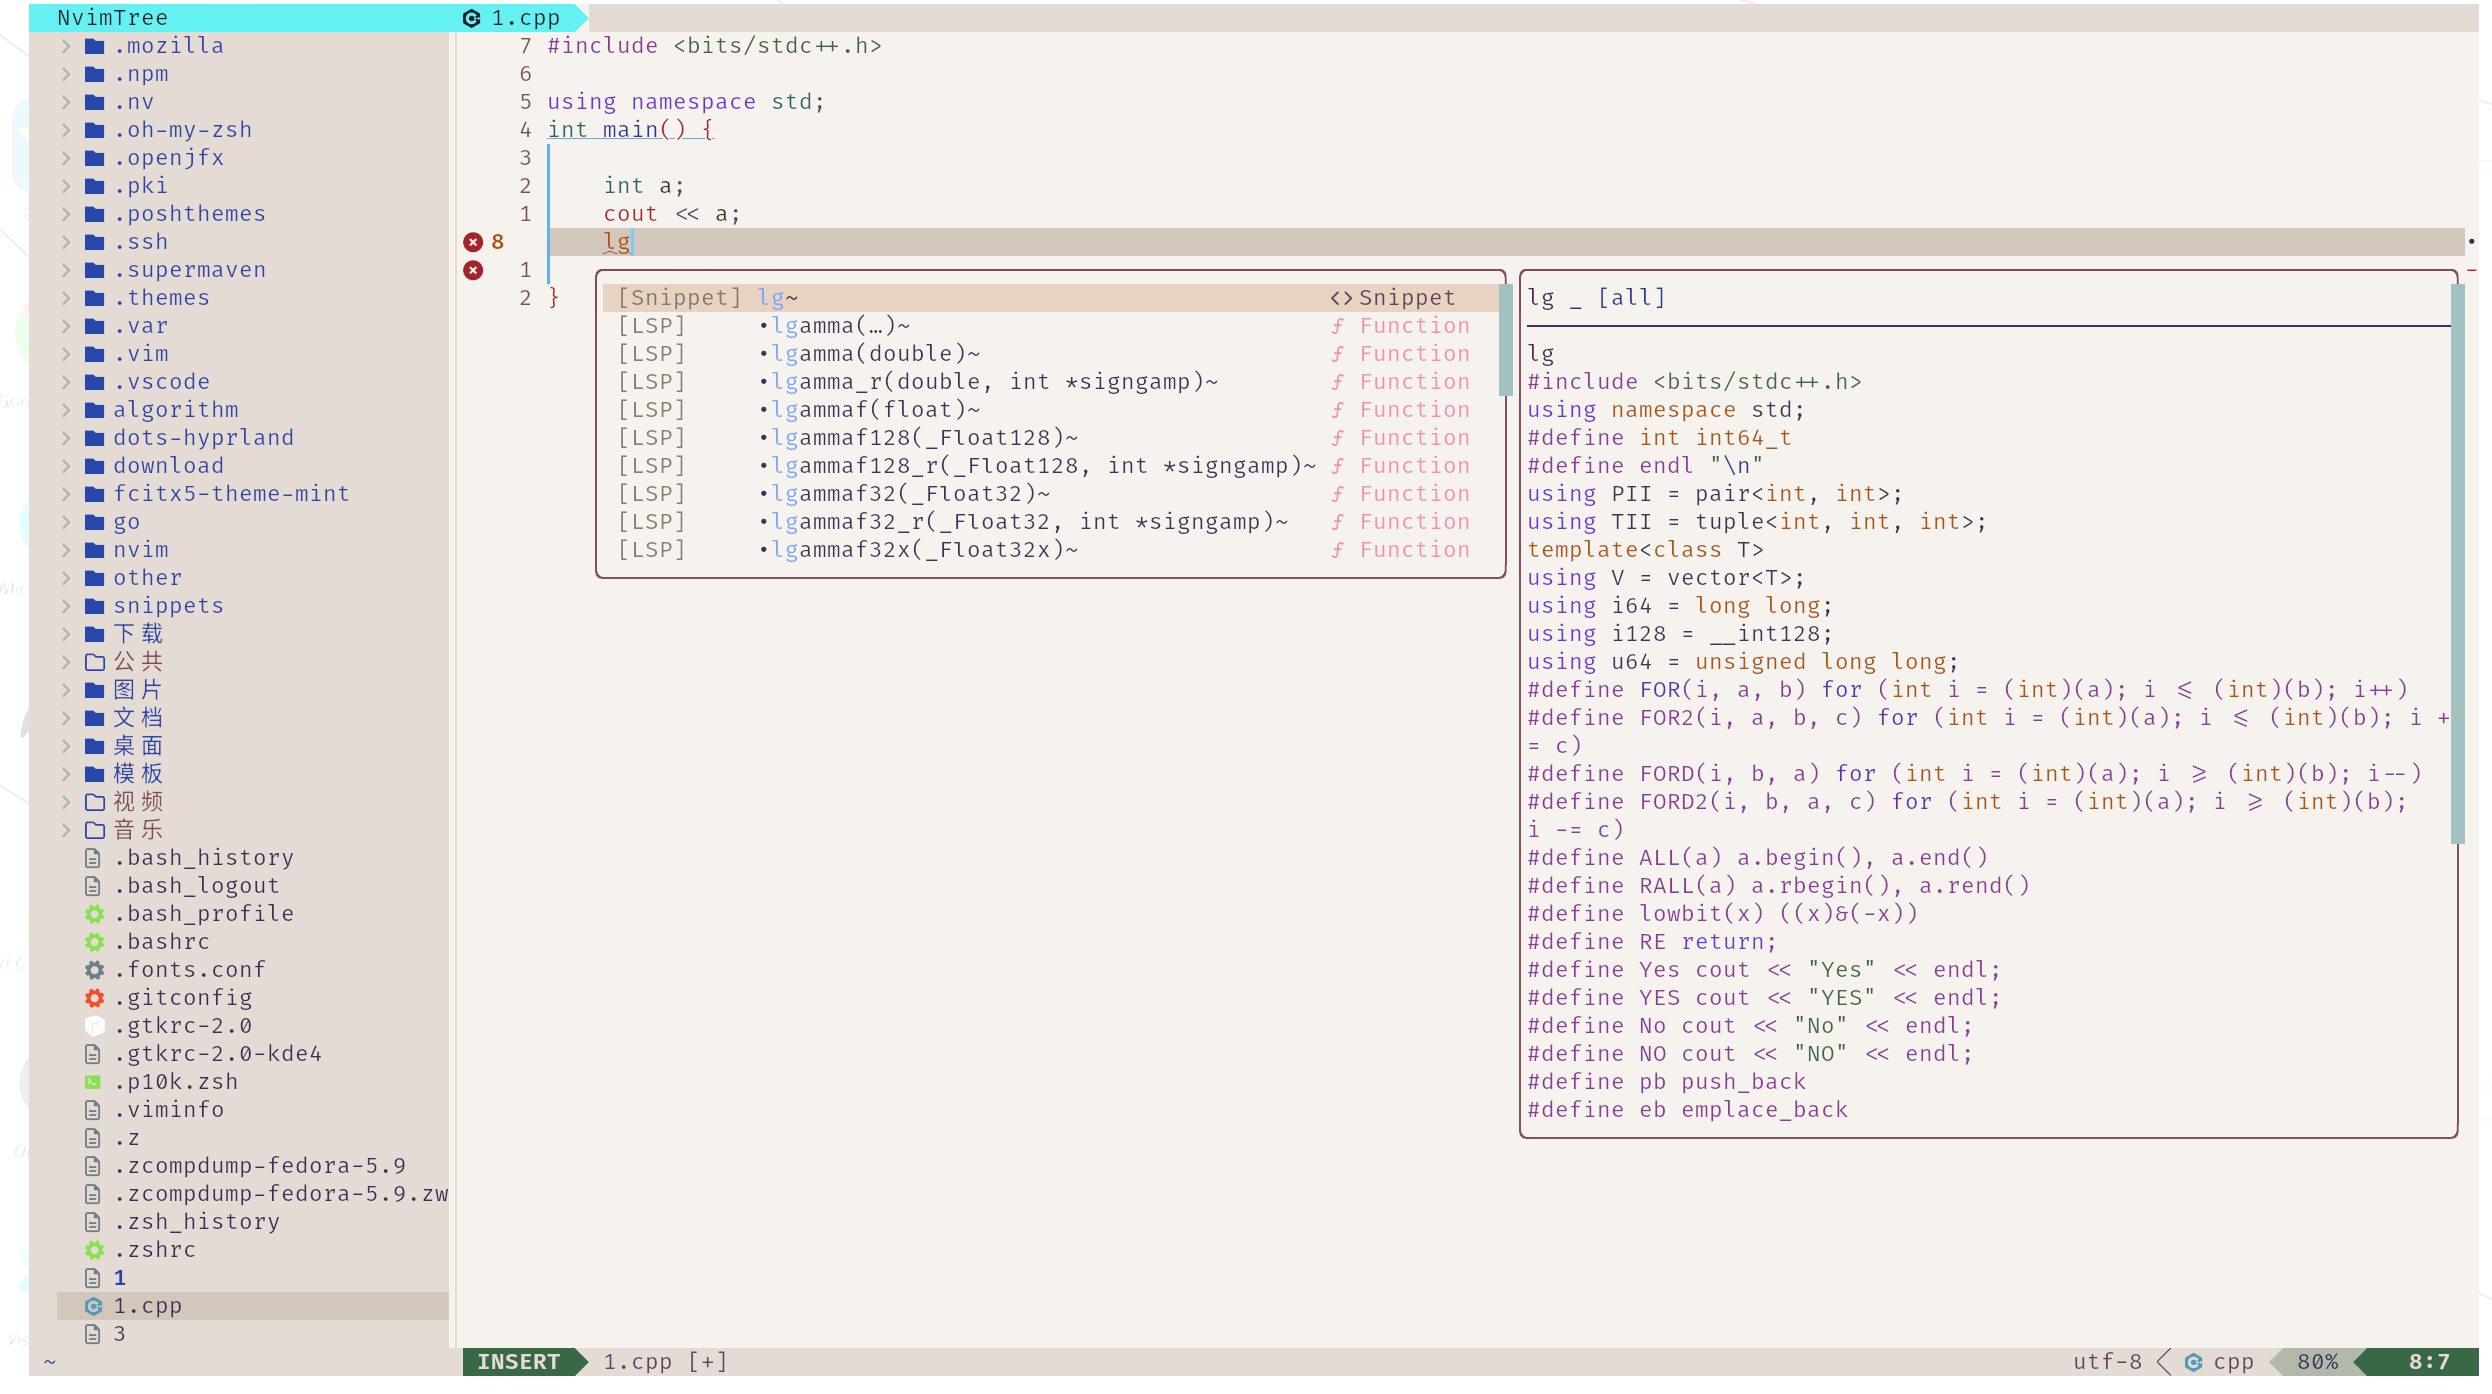 NvimTree
.mozilla
.npm
.nv
.oh-my-zsh
.openjfx
.pki
.poshthemes
.ssh
.supermaven
.themes
.var
.vim
.vscode
algorithm
dots-hyprland
download
fcitx5-theme-mint
go
nvim
other
snippets
下载
公共
图片
文档
桌面
模板
视频
音乐
.bash_history
.bash_logout
.bash_profile
.bashrc
.fonts.conf
.gitconfig
.gtkrc-2.0
.gtkrc-2.0-kde4
.p10k.zsh
.viminfo
.z
.zcompdump-fedora-5.9
.zcompdump-fedora-5.9.zw
.zsh_history
.zshrc
1
1.cpp
3
~
1.cpp
7 #include <bits/stdc++.h>
6
5 using namespace std;
4 int main() {
3
2     int a;
1     cout << a;
8     lg
1
2 }
[Snippet] lg~ <> Snippet
[LSP] •lgamma(…)~ ƒ Function
[LSP] •lgamma(double)~ ƒ Function
[LSP] •lgamma_r(double, int *signgamp)~ ƒ Function
[LSP] •lgammaf(float)~ ƒ Function
[LSP] •lgammaf128(_Float128)~ ƒ Function
[LSP] •lgammaf128_r(_Float128, int *signgamp)~ ƒ Function
[LSP] •lgammaf32(_Float32)~ ƒ Function
[LSP] •lgammaf32_r(_Float32, int *signgamp)~ ƒ Function
[LSP] •lgammaf32x(_Float32x)~ ƒ Function
lg _ [all]
lg
#include <bits/stdc++.h>
using namespace std;
#define int int64_t
#define endl "\n"
using PII = pair<int, int>;
using TII = tuple<int, int, int>;
template<class T>
using V = vector<T>;
using i64 = long long;
using i128 = __int128;
using u64 = unsigned long long;
#define FOR(i, a, b) for (int i = (int)(a); i <= (int)(b); i++)
#define FOR2(i, a, b, c) for (int i = (int)(a); i <= (int)(b); i +
= c)
#define FORD(i, b, a) for (int i = (int)(a); i >= (int)(b); i--)
#define FORD2(i, b, a, c) for (int i = (int)(a); i >= (int)(b);
i -= c)
#define ALL(a) a.begin(), a.end()
#define RALL(a) a.rbegin(), a.rend()
#define lowbit(x) ((x)&(-x))
#define RE return;
#define Yes cout << "Yes" << endl;
#define YES cout << "YES" << endl;
#define No cout << "No" << endl;
#define NO cout << "NO" << endl;
#define pb push_back
#define eb emplace_back
INSERT 1.cpp [+] utf-8 cpp 80% 8:7